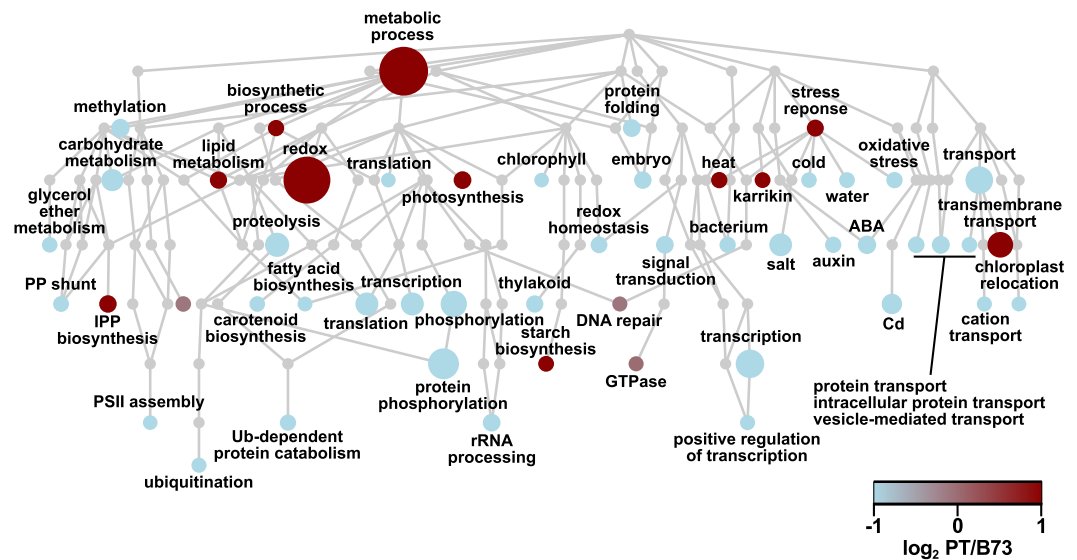 metabolic
process
methylation
biosynthetic
process
protein
folding
stress
reponse
carbohydrate
metabolism
lipid
metabolism
redox
translation
photosynthesis
chlorophyll
embryo
heat
karrikin
cold
water
oxidative
stress
transport
glycerol
ether
metabolism
proteolysis
redox
homeostasis
signal
transduction
bacterium
salt
auxin
ABA
transmembrane
transport
chloroplast
relocation
PP shunt
IPP
biosynthesis
fatty acid
biosynthesis
carotenoid
biosynthesis
transcription
translation
phosphorylation
thylakoid
starch
biosynthesis
DNA repair
GTPase
transcription
Cd
cation
transport
protein
phosphorylation
protein transport
intracellular protein transport
vesicle-mediated transport
PSII assembly
Ub-dependent
protein catabolism
rRNA
processing
positive regulation
of transcription
ubiquitination
-1
0
1
log₂ PT/B73